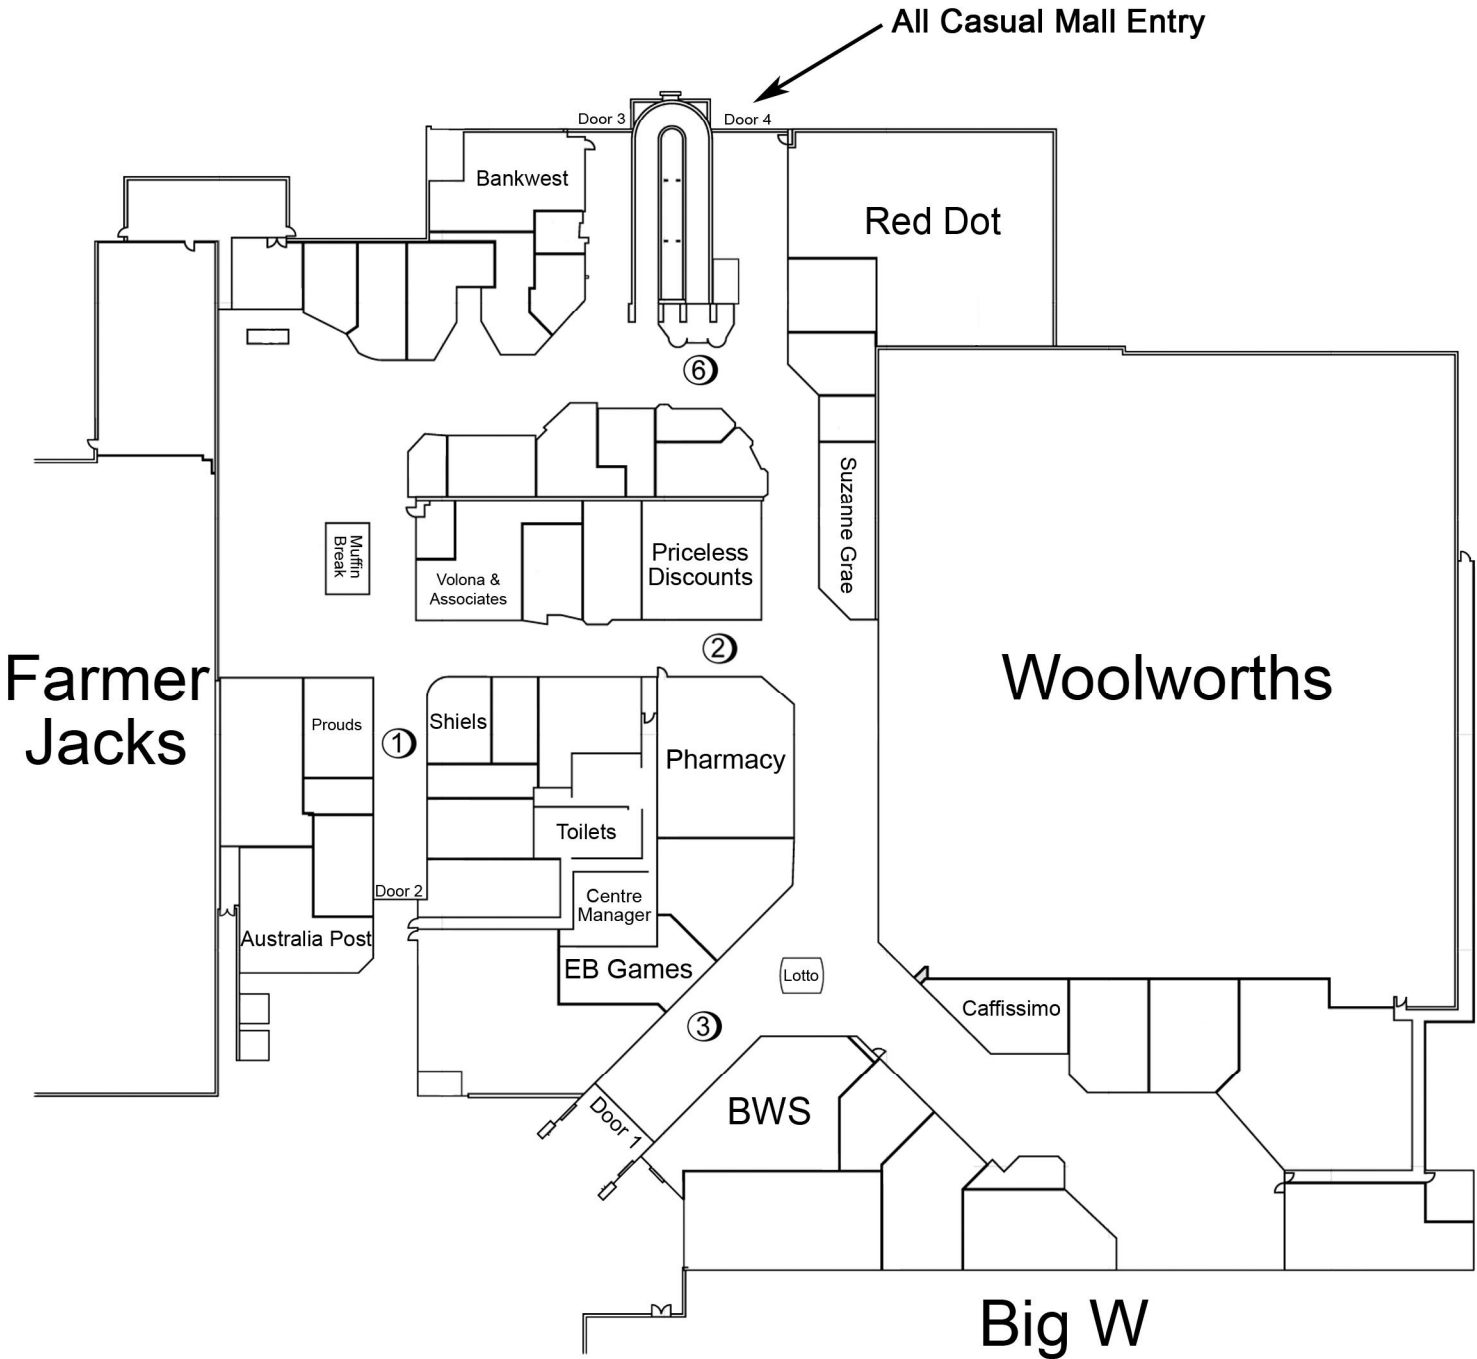 All Casual Mall Entry
Door 3
Door 4
Bankwest
Red Dot
6
Suzanne Grae
Muffin
Break
Priceless
Discounts
Volona &
Associates
2
Farmer
Jacks
Woolworths
Prouds
1
Shiels
Pharmacy
Toilets
Door 2
Centre
Manager
Australia Post
EB Games
Lotto
Caffissimo
3
BWS
Door 1
Big W